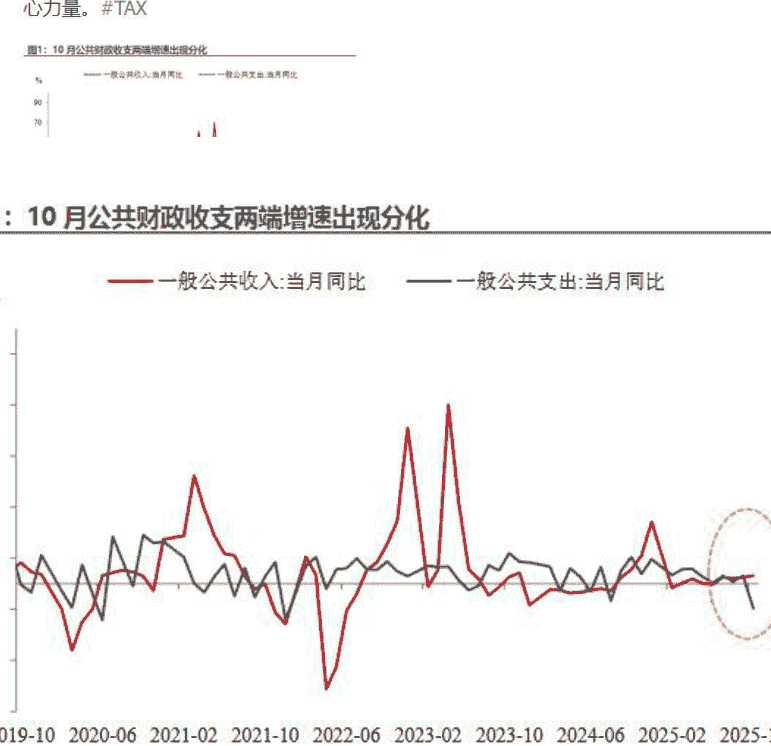 心力量。#TAX
图1：10 月公共财政收支两端增速出现分化
一般公共收入:当月同比 一般公共支出:当月同比
%
90
70
：10 月公共财政收支两端增速出现分化
一般公共收入:当月同比 一般公共支出:当月同比
019-10 2020-06 2021-02 2021-10 2022-06 2023-02 2023-10 2024-06 2025-02 2025-1